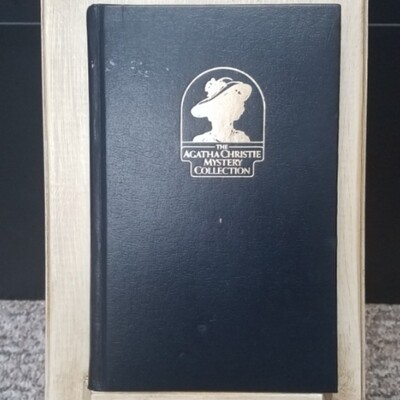 THE
AGATHA CHRISTIE
MYSTERY
COLLECTION